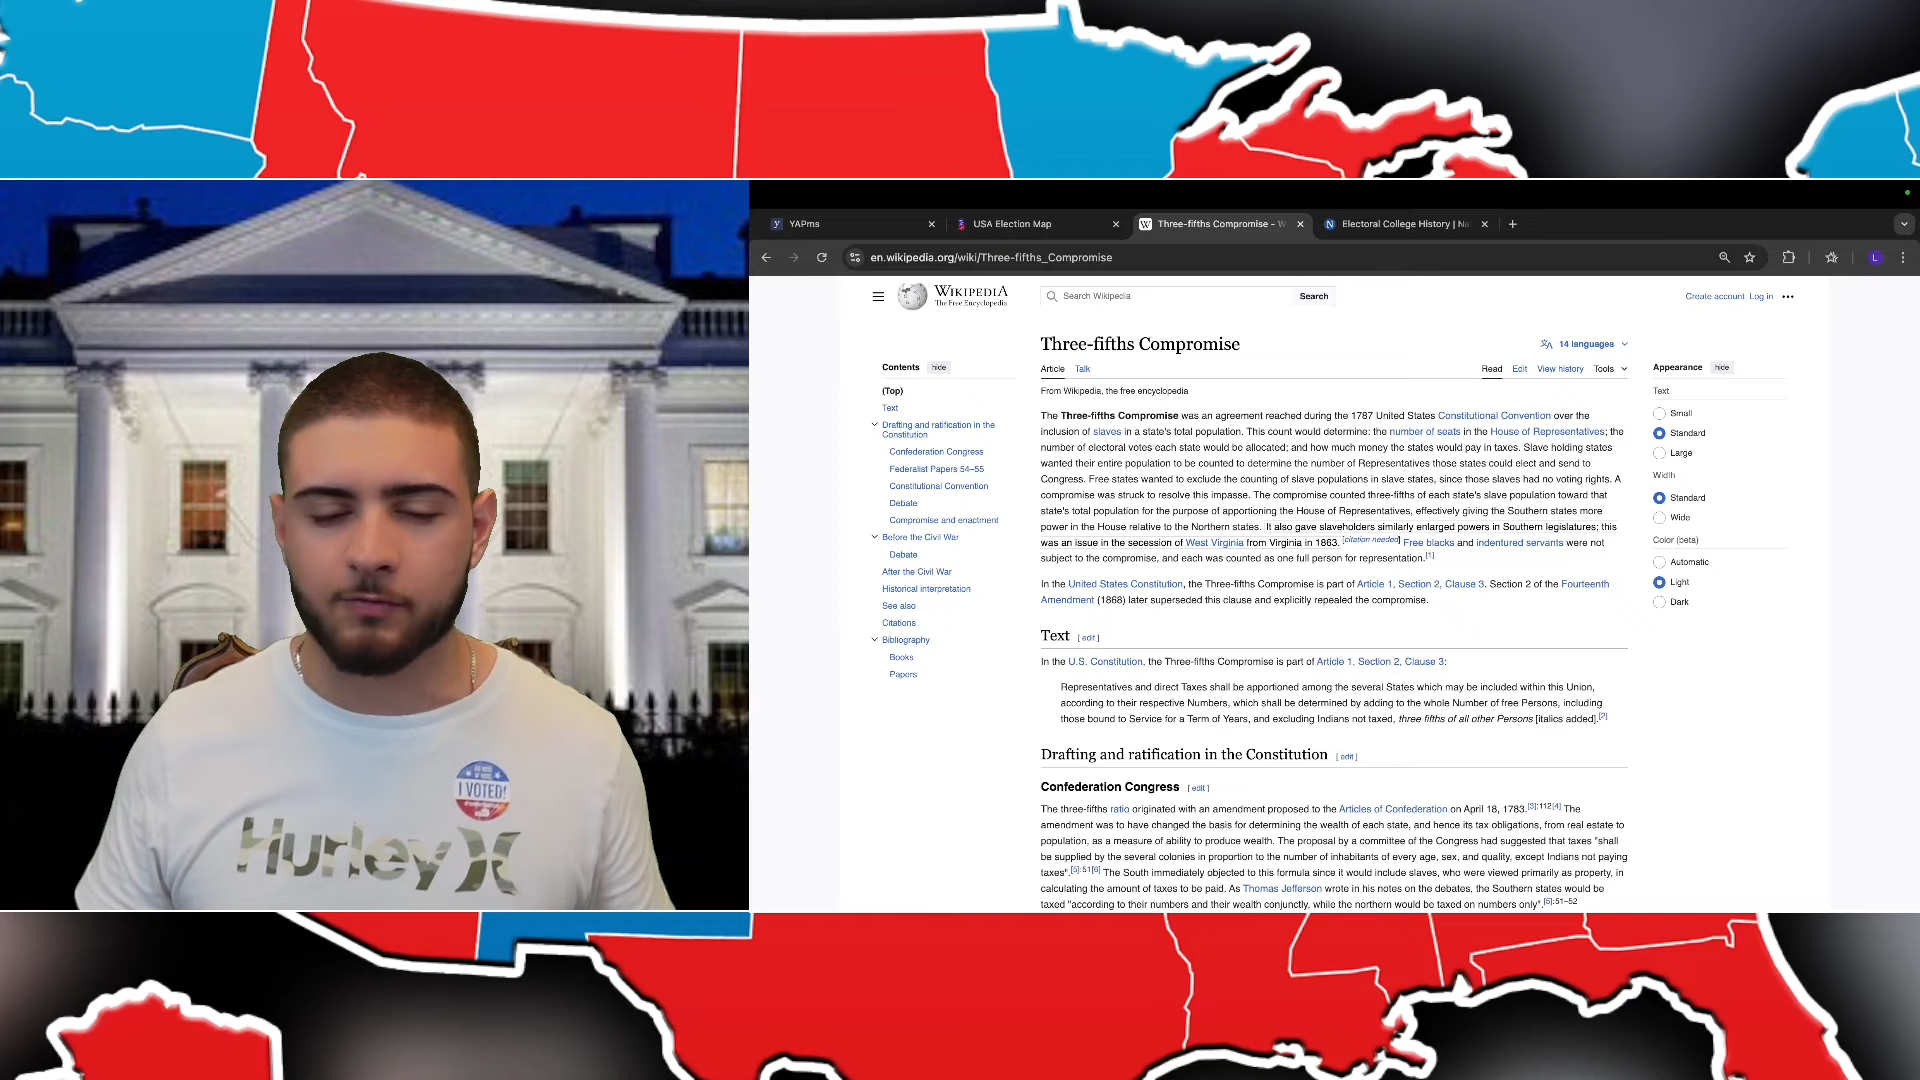 YAPms
USA Election Map
Three-fifths Compromise - W
Electoral College History | Na
en.wikipedia.org/wiki/Three-fifths_Compromise
L
WIKIPEDIA
The Free Encyclopedia
Search Wikipedia
Search
Create account Log in
Three-fifths Compromise
14 languages
Contents hide
Article Talk
Read Edit View history Tools
Appearance hide
(Top)
Text
Drafting and ratification in the
Constitution
Confederation Congress
Federalist Papers 54–55
Constitutional Convention
Debate
Compromise and enactment
Before the Civil War
Debate
After the Civil War
Historical interpretation
See also
Citations
Bibliography
Books
Papers
From Wikipedia, the free encyclopedia
The Three-fifths Compromise was an agreement reached during the 1787 United States Constitutional Convention over the
inclusion of slaves in a state's total population. This count would determine: the number of seats in the House of Representatives; the
number of electoral votes each state would be allocated; and how much money the states would pay in taxes. Slave holding states
wanted their entire population to be counted to determine the number of Representatives those states could elect and send to
Congress. Free states wanted to exclude the counting of slave populations in slave states, since those slaves had no voting rights. A
compromise was struck to resolve this impasse. The compromise counted three-fifths of each state's slave population toward that
state's total population for the purpose of apportioning the House of Representatives, effectively giving the Southern states more
power in the House relative to the Northern states. It also gave slaveholders similarly enlarged powers in Southern legislatures; this
was an issue in the secession of West Virginia from Virginia in 1863. [citation needed] Free blacks and indentured servants were not
subject to the compromise, and each was counted as one full person for representation.[1]
In the United States Constitution, the Three-fifths Compromise is part of Article 1, Section 2, Clause 3. Section 2 of the Fourteenth
Amendment (1868) later superseded this clause and explicitly repealed the compromise.
Text [ edit ]
In the U.S. Constitution, the Three-fifths Compromise is part of Article 1, Section 2, Clause 3:
Representatives and direct Taxes shall be apportioned among the several States which may be included within this Union,
according to their respective Numbers, which shall be determined by adding to the whole Number of free Persons, including
those bound to Service for a Term of Years, and excluding Indians not taxed, three fifths of all other Persons [italics added].[2]
Drafting and ratification in the Constitution [ edit ]
Confederation Congress [ edit ]
The three-fifths ratio originated with an amendment proposed to the Articles of Confederation on April 18, 1783.[3]:112[4] The
amendment was to have changed the basis for determining the wealth of each state, and hence its tax obligations, from real estate to
population, as a measure of ability to produce wealth. The proposal by a committee of the Congress had suggested that taxes "shall
be supplied by the several colonies in proportion to the number of inhabitants of every age, sex, and quality, except Indians not paying
taxes".[5]:51[6] The South immediately objected to this formula since it would include slaves, who were viewed primarily as property, in
calculating the amount of taxes to be paid. As Thomas Jefferson wrote in his notes on the debates, the Southern states would be
taxed "according to their numbers and their wealth conjunctly, while the northern would be taxed on numbers only".[5]:51–52
Text
Small
Standard
Large
Width
Standard
Wide
Color (beta)
Automatic
Light
Dark
I VOTED!
Hurley